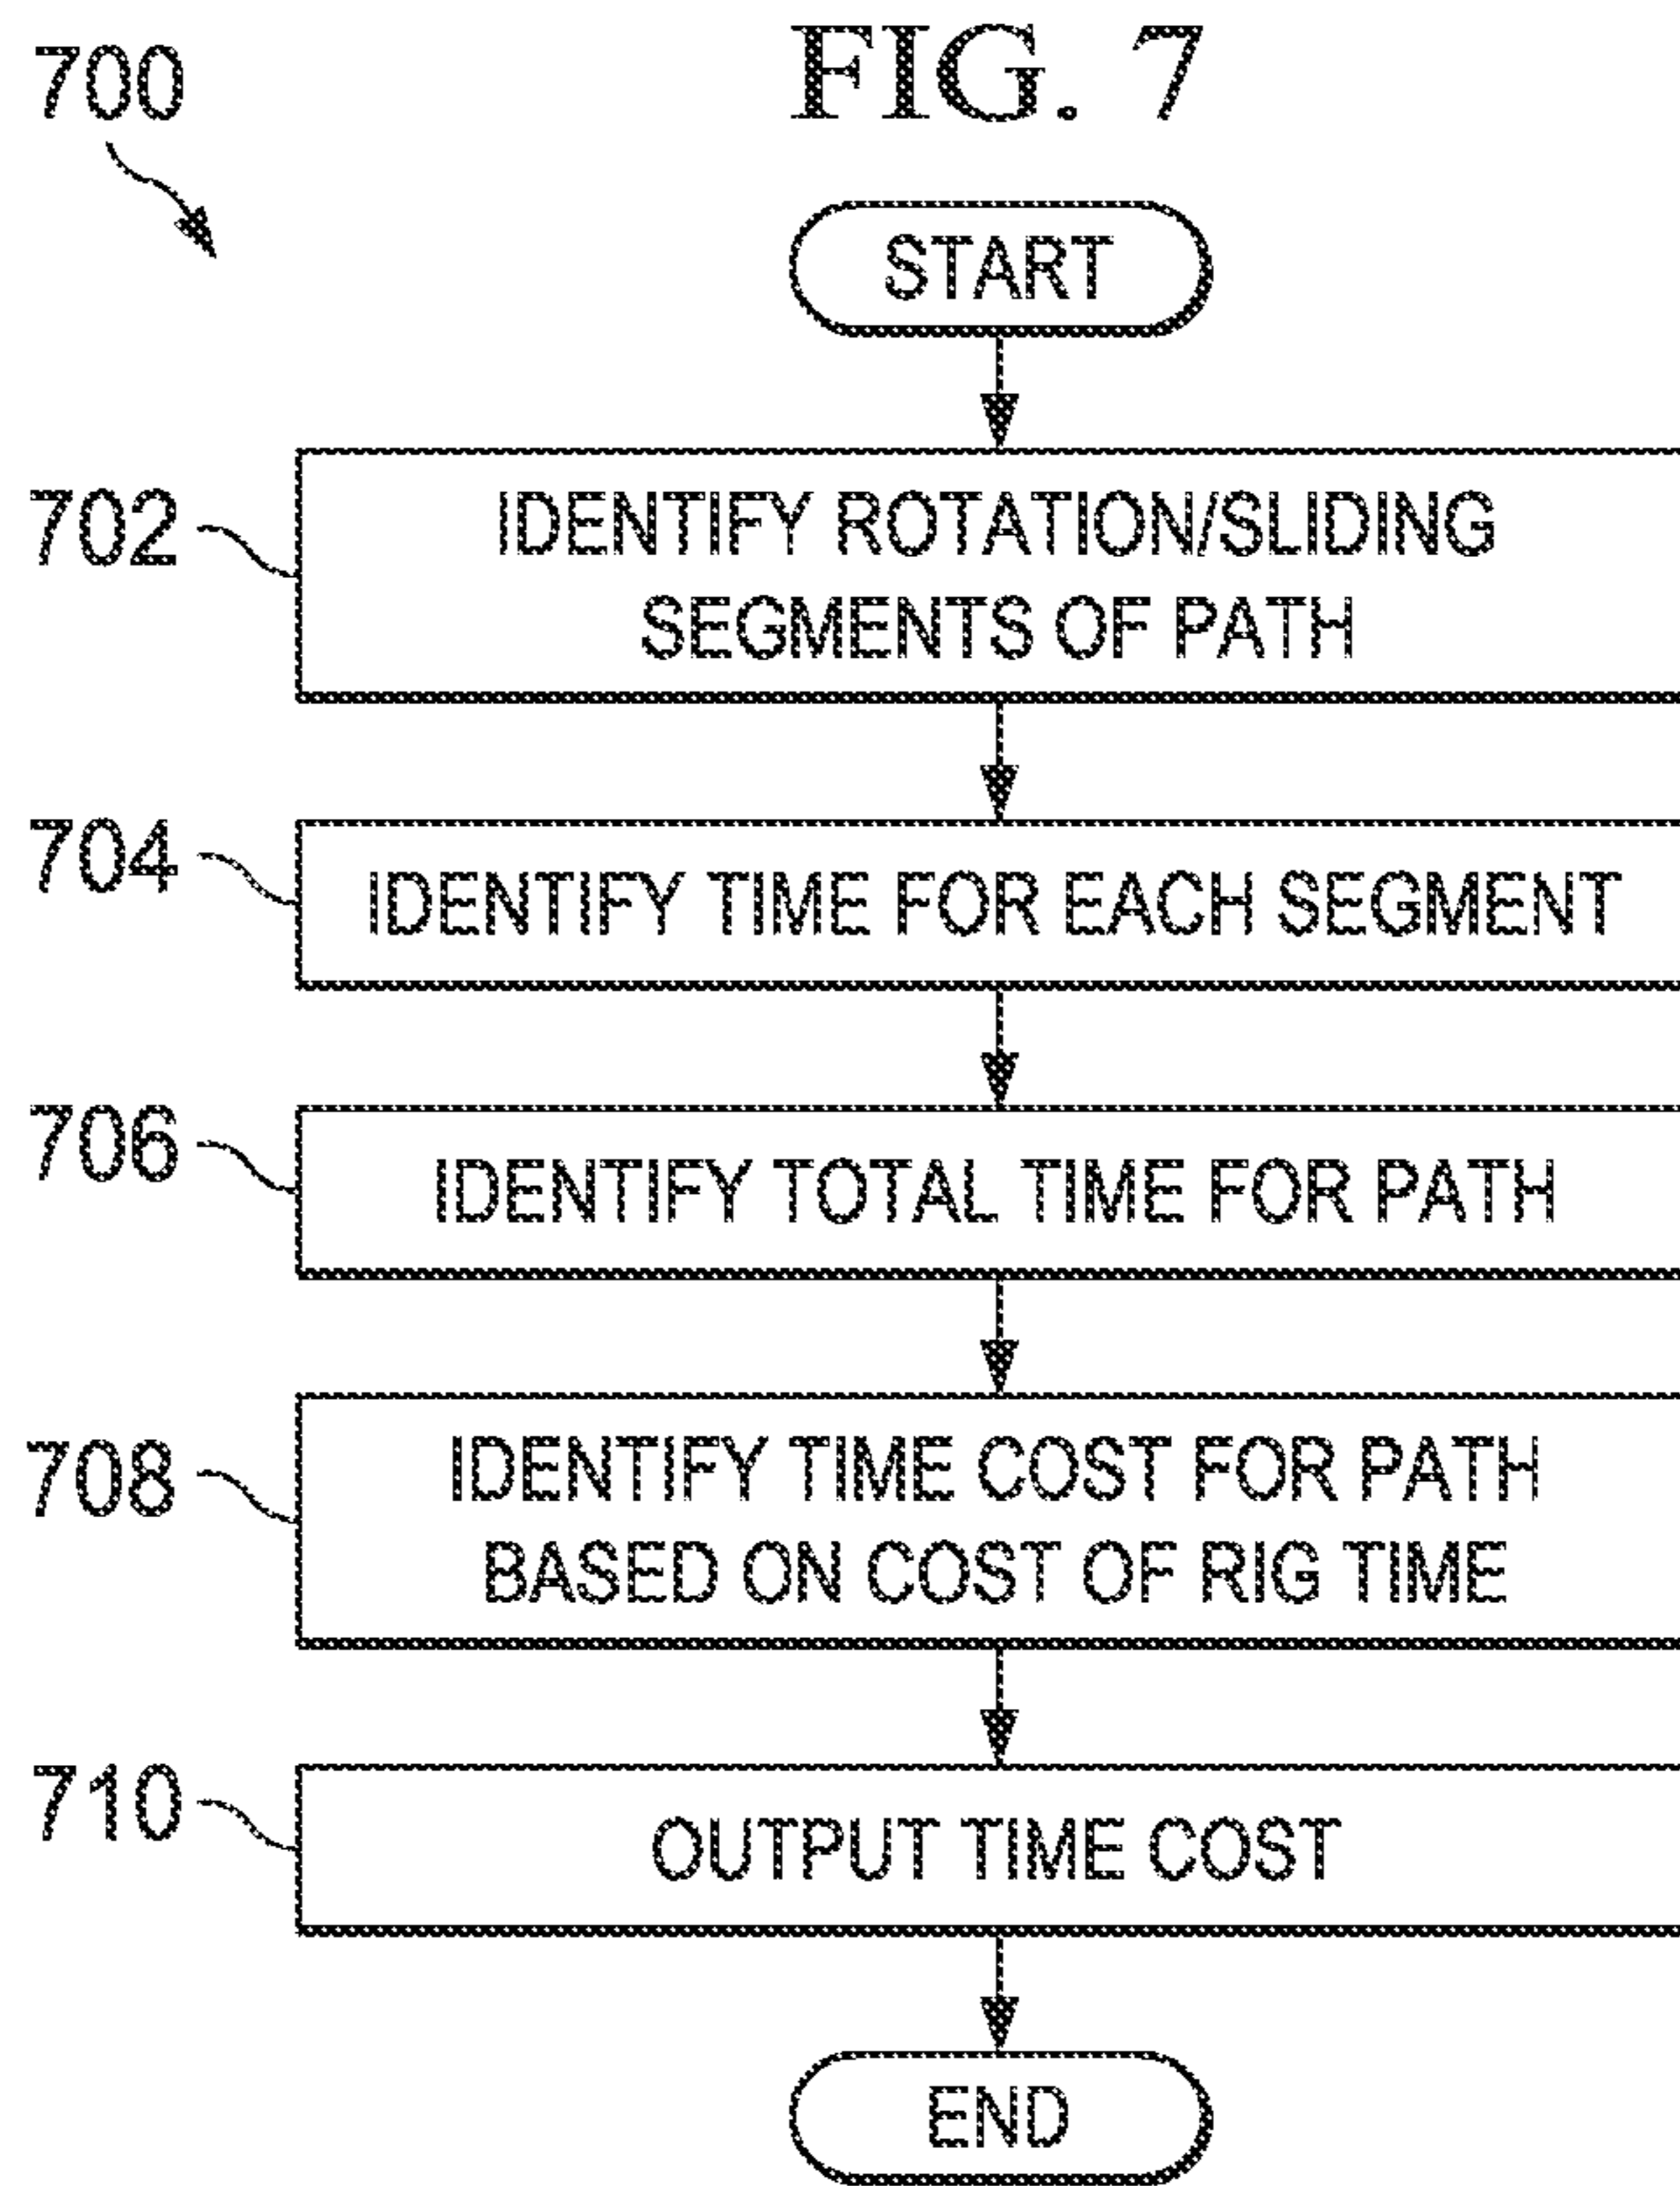 700
FIG. 7
START
702
IDENTIFY ROTATION/SLIDING
SEGMENTS OF PATH
704
IDENTIFY TIME FOR EACH SEGMENT
706
IDENTIFY TOTAL TIME FOR PATH
708
IDENTIFY TIME COST FOR PATH
BASED ON COST OF RIG TIME
710
OUTPUT TIME COST
END